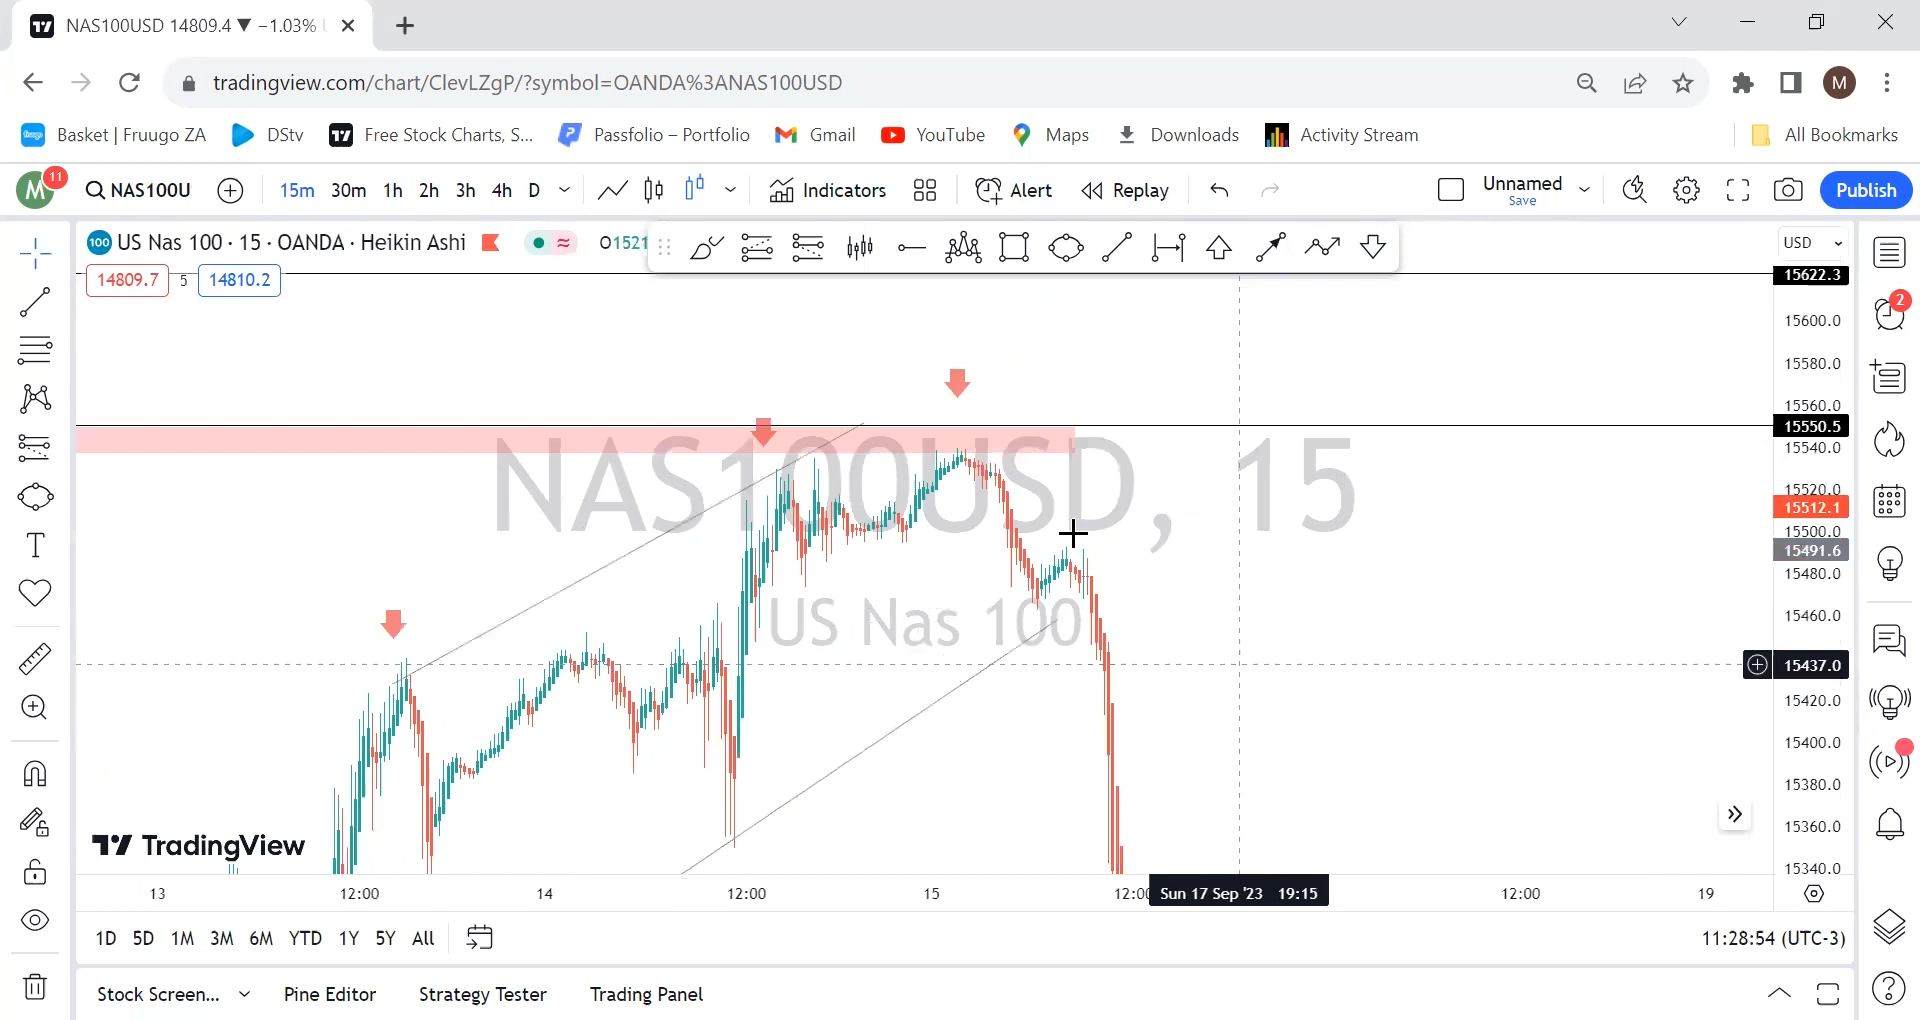 NAS100USD 14809.4 ▼ −1.03%
tradingview.com/chart/ClevLZgP/?symbol=OANDA%3ANAS100USD
M
Basket | Fruugo ZA DStv Free Stock Charts, S... Passfolio – Portfolio Gmail YouTube Maps Downloads Activity Stream All Bookmarks
M 11 NAS100U 15m 30m 1h 2h 3h 4h D Indicators Alert Replay Unnamed Publish
Save
100 US Nas 100 · 15 · OANDA · Heikin Ashi O1521 USD
14809.7 5 14810.2
15622.3
15600.0
2
15580.0
15560.0
15550.5
15540.0
15520.0
15512.1
15500.0
15491.6
15480.0
15460.0
15437.0
15420.0
15400.0
15380.0
15360.0
15340.0
NAS100USD, 15
US Nas 100
TradingView
13 12:00 14 12:00 15 12:00 Sun 17 Sep '23 19:15 12:00 19
1D 5D 1M 3M 6M YTD 1Y 5Y All 11:28:54 (UTC-3)
Stock Screen... Pine Editor Strategy Tester Trading Panel